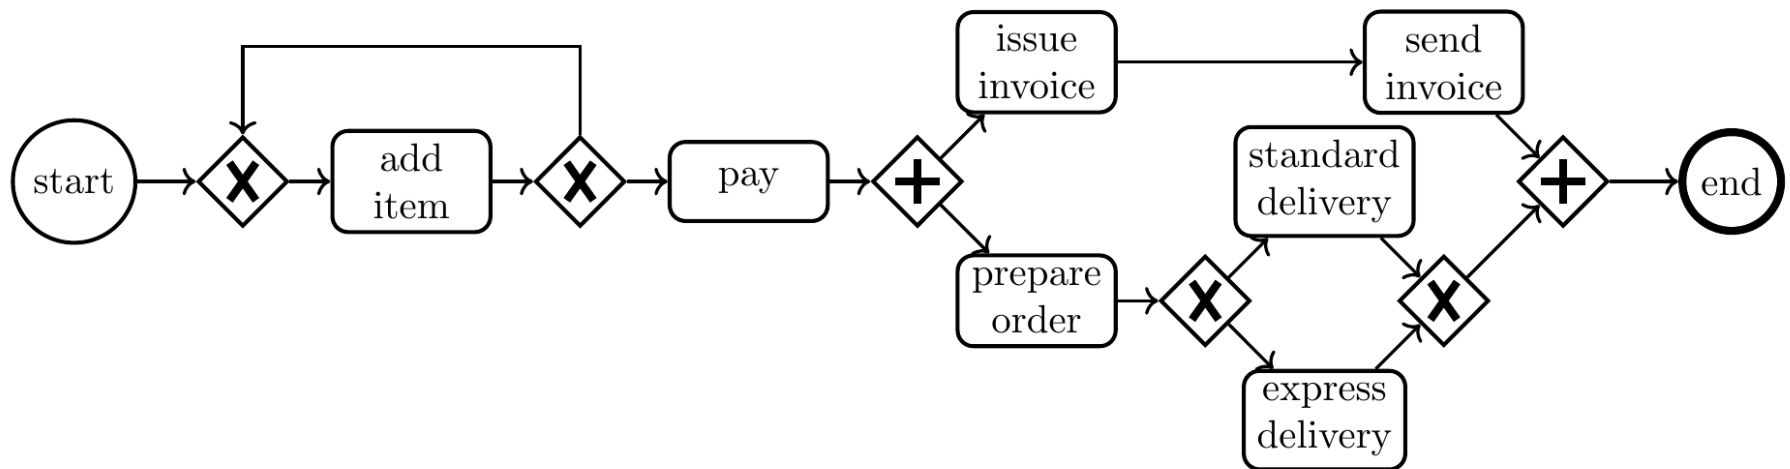 start
add
item
pay
issue
invoice
prepare
order
standard
delivery
express
delivery
send
invoice
end